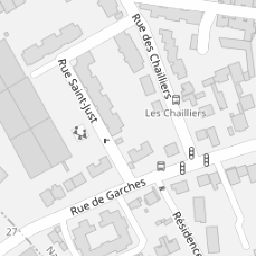 Rue des Chailliers
Rue Saint-Just
Les Chailliers
Rue de Garches
Résidence
27